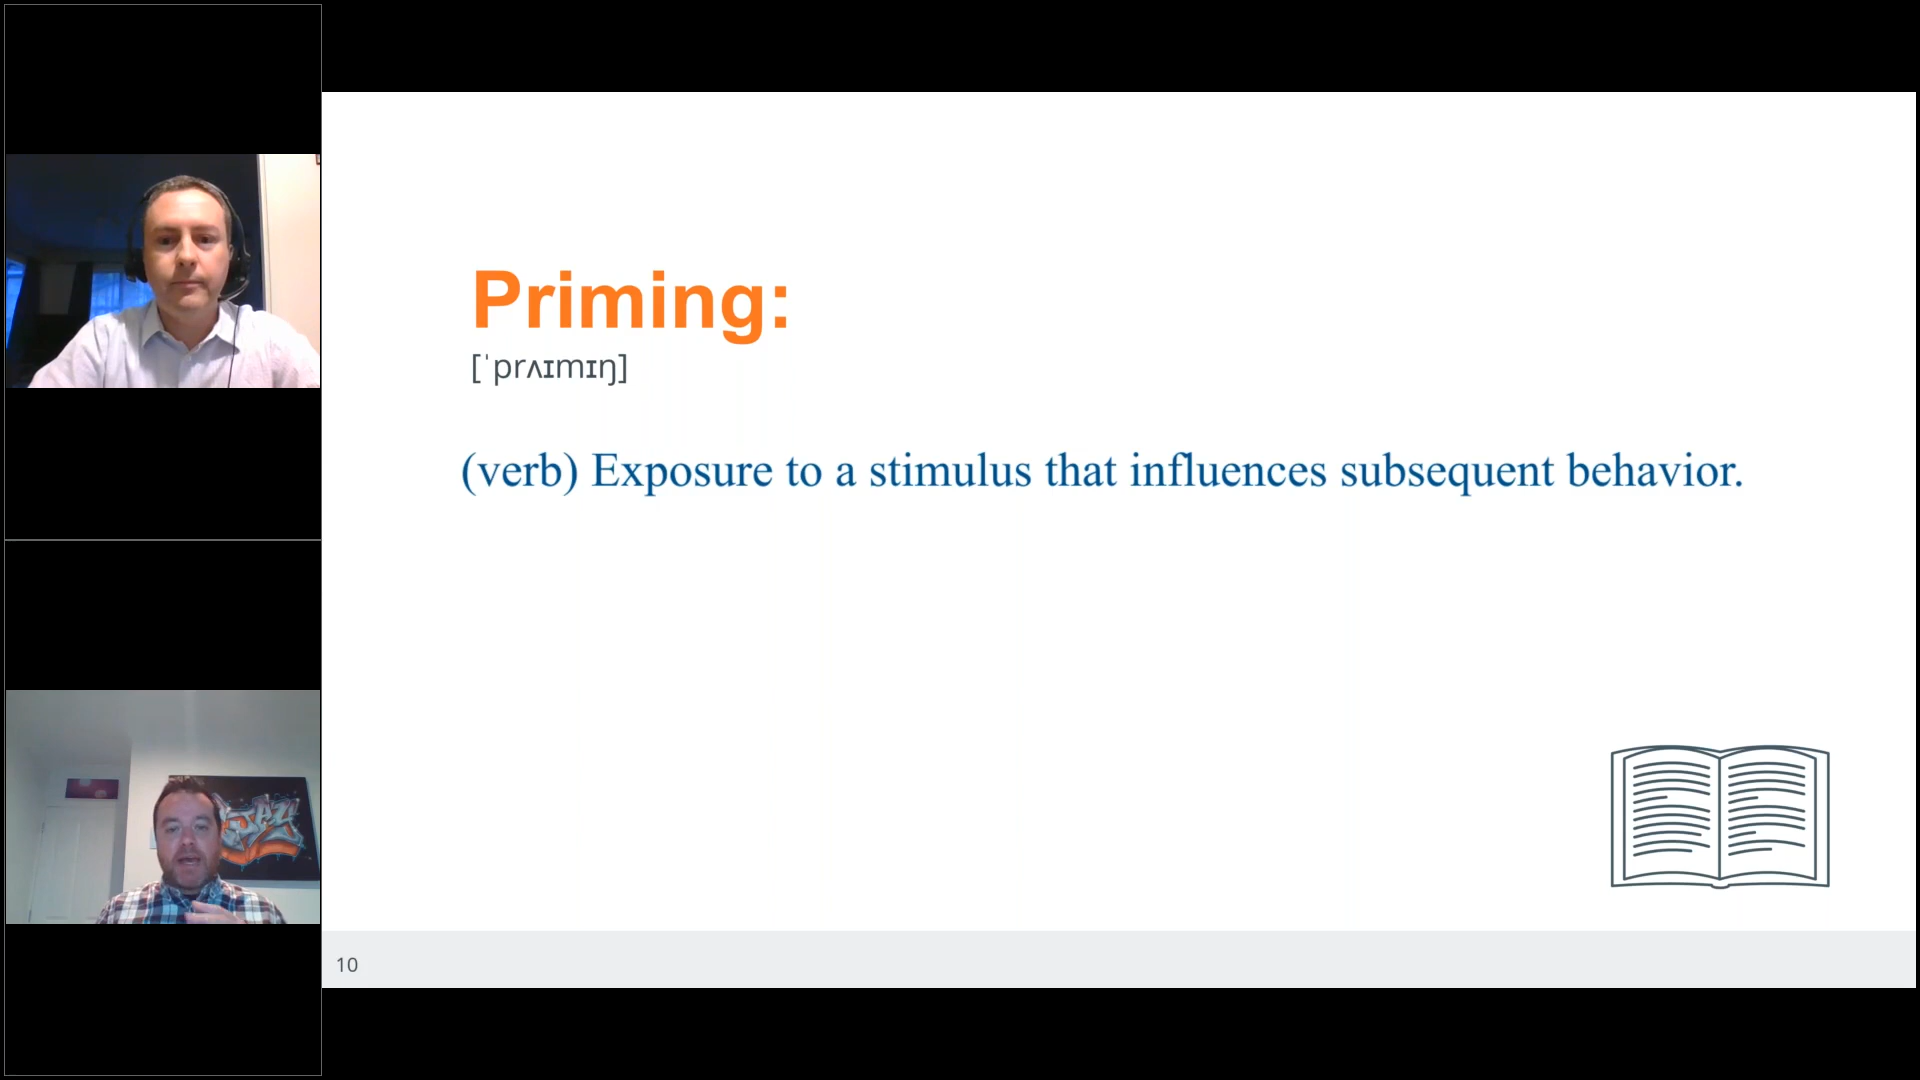 Priming:
[ˈprʌɪmɪŋ]
(verb) Exposure to a stimulus that influences subsequent behavior.
10